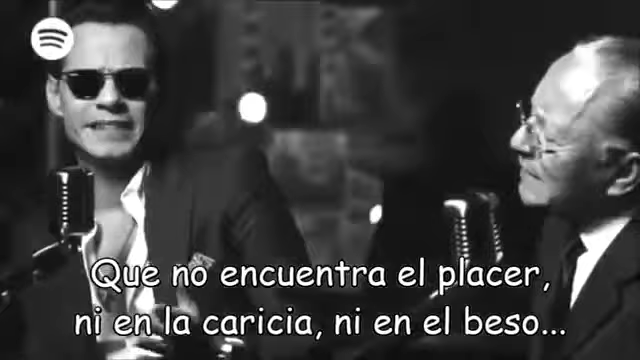 Que no encuentra el placer,
ni en la caricia, ni en el beso...